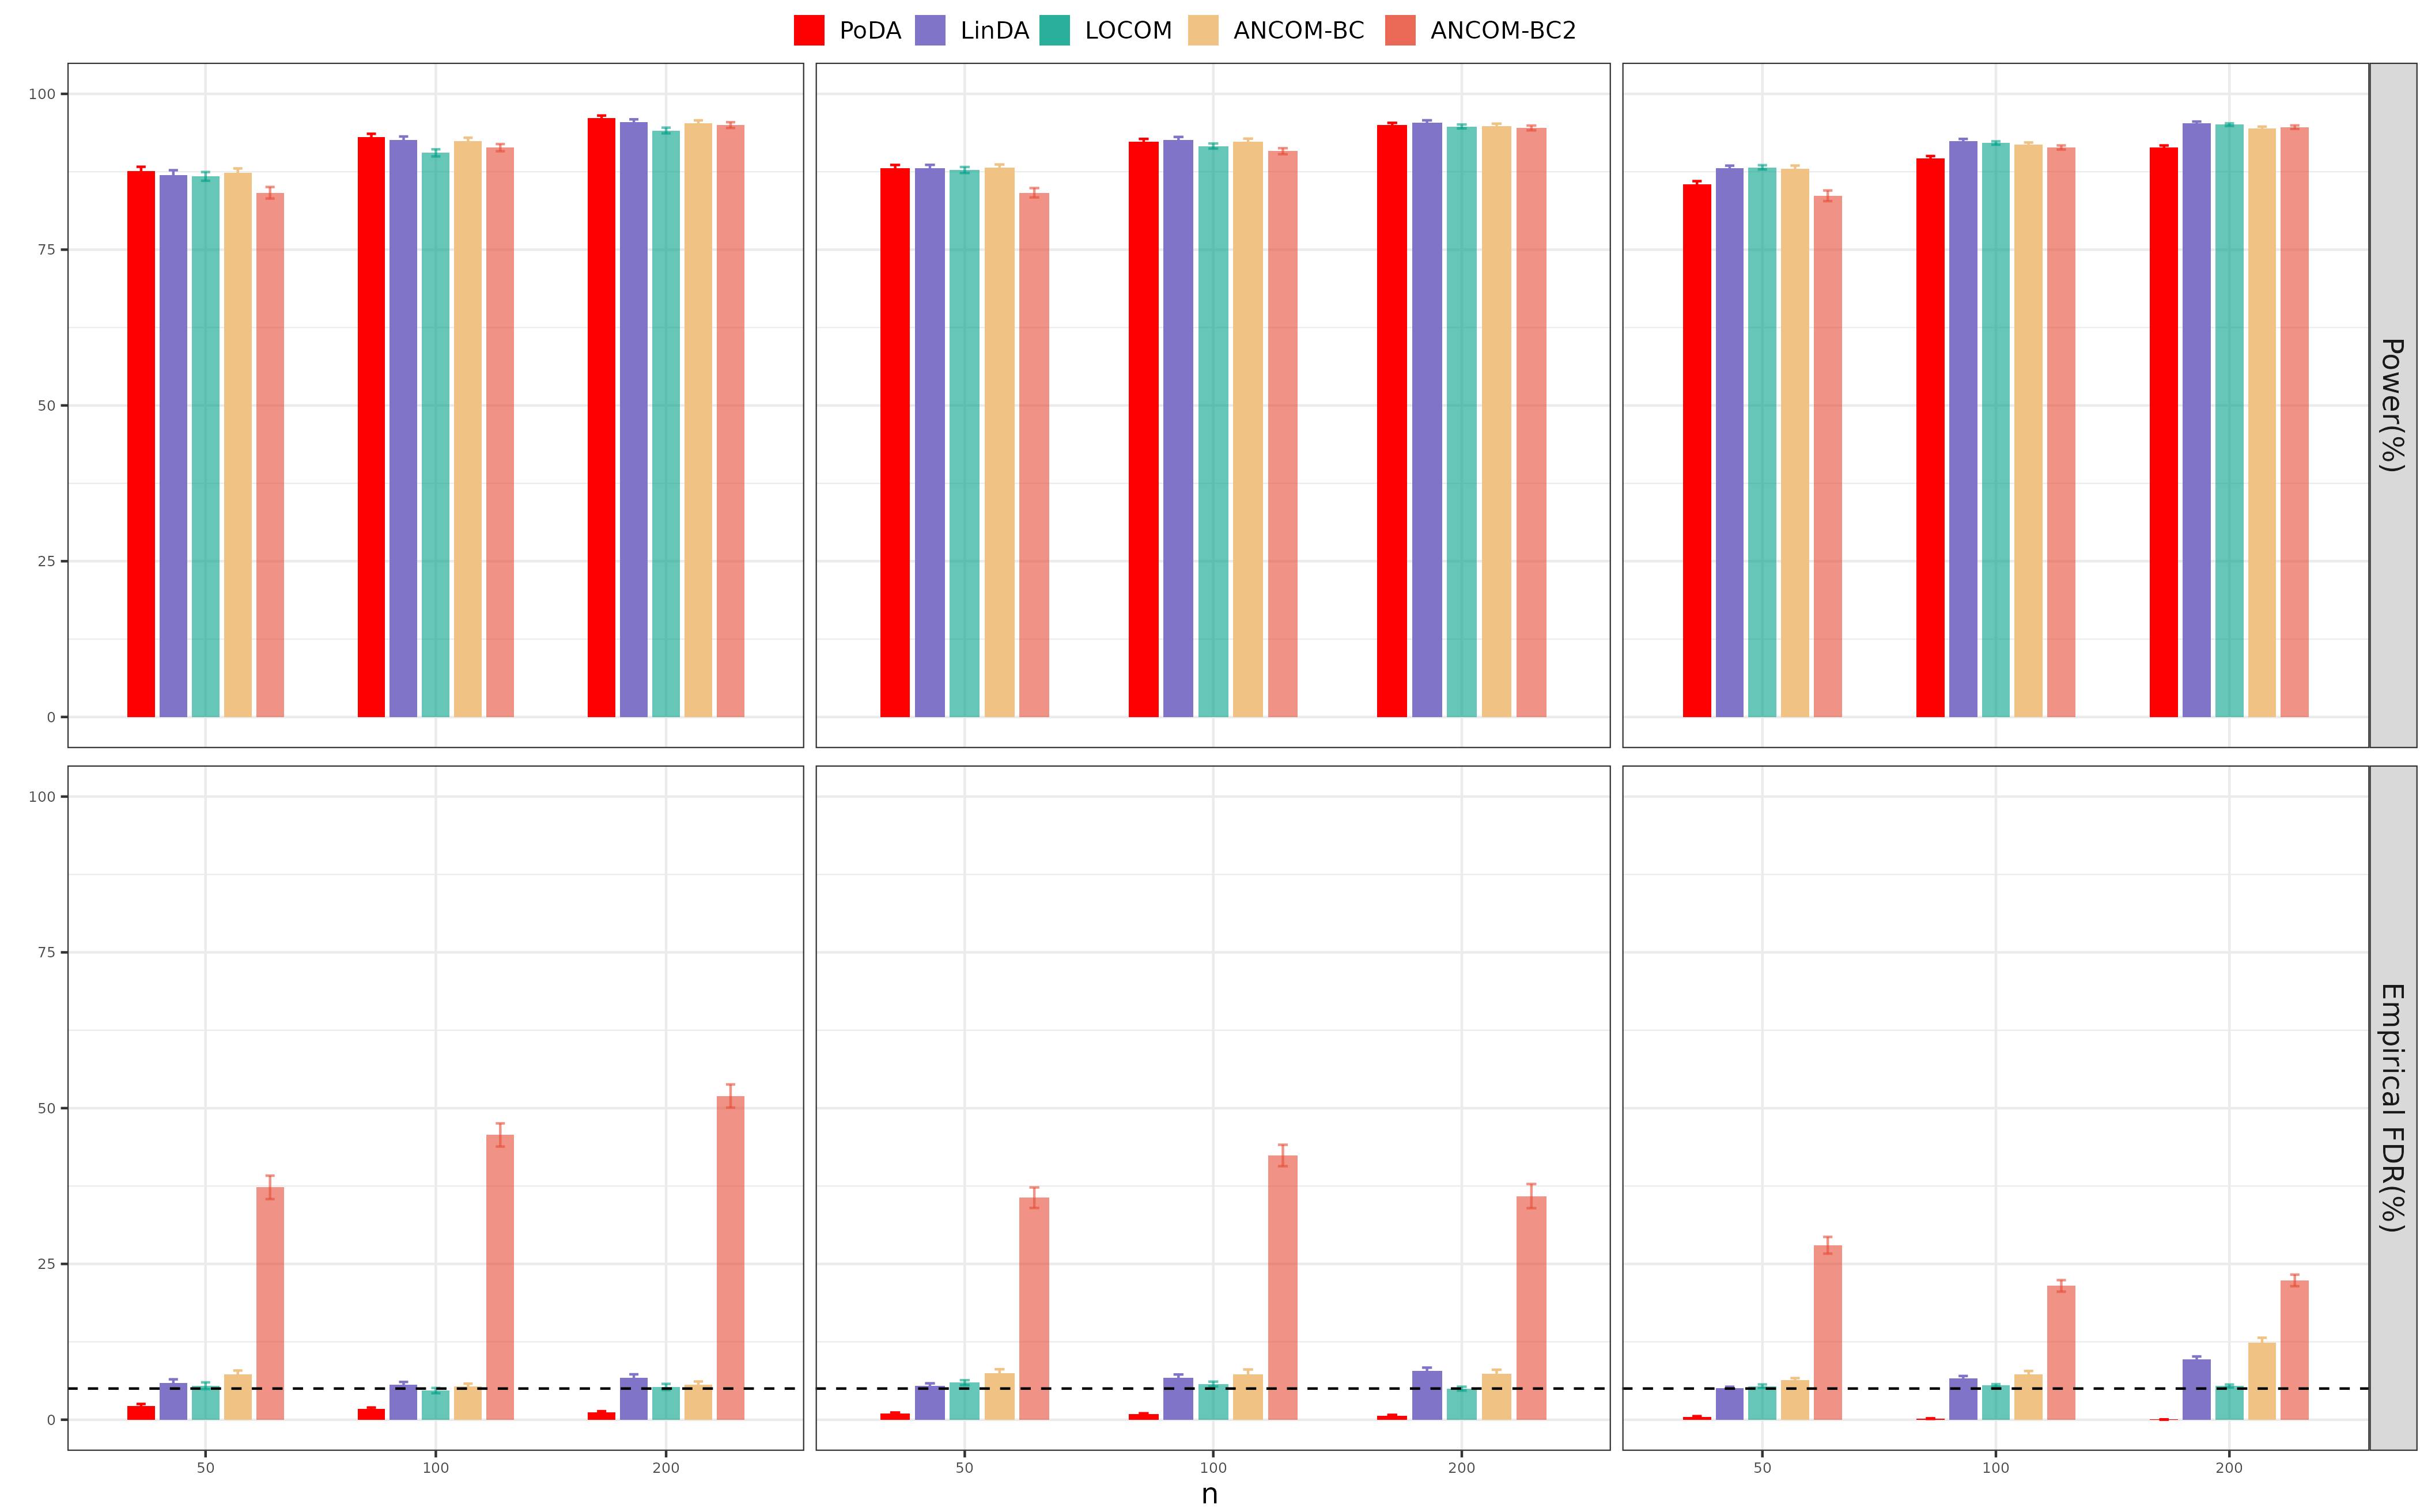 PoDA LinDA LOCOM ANCOM-BC ANCOM-BC2
100
75
50
25
0
Power(%)
100
75
50
25
0
Empirical FDR(%)
50 100 200 50 100 200 50 100 200
n